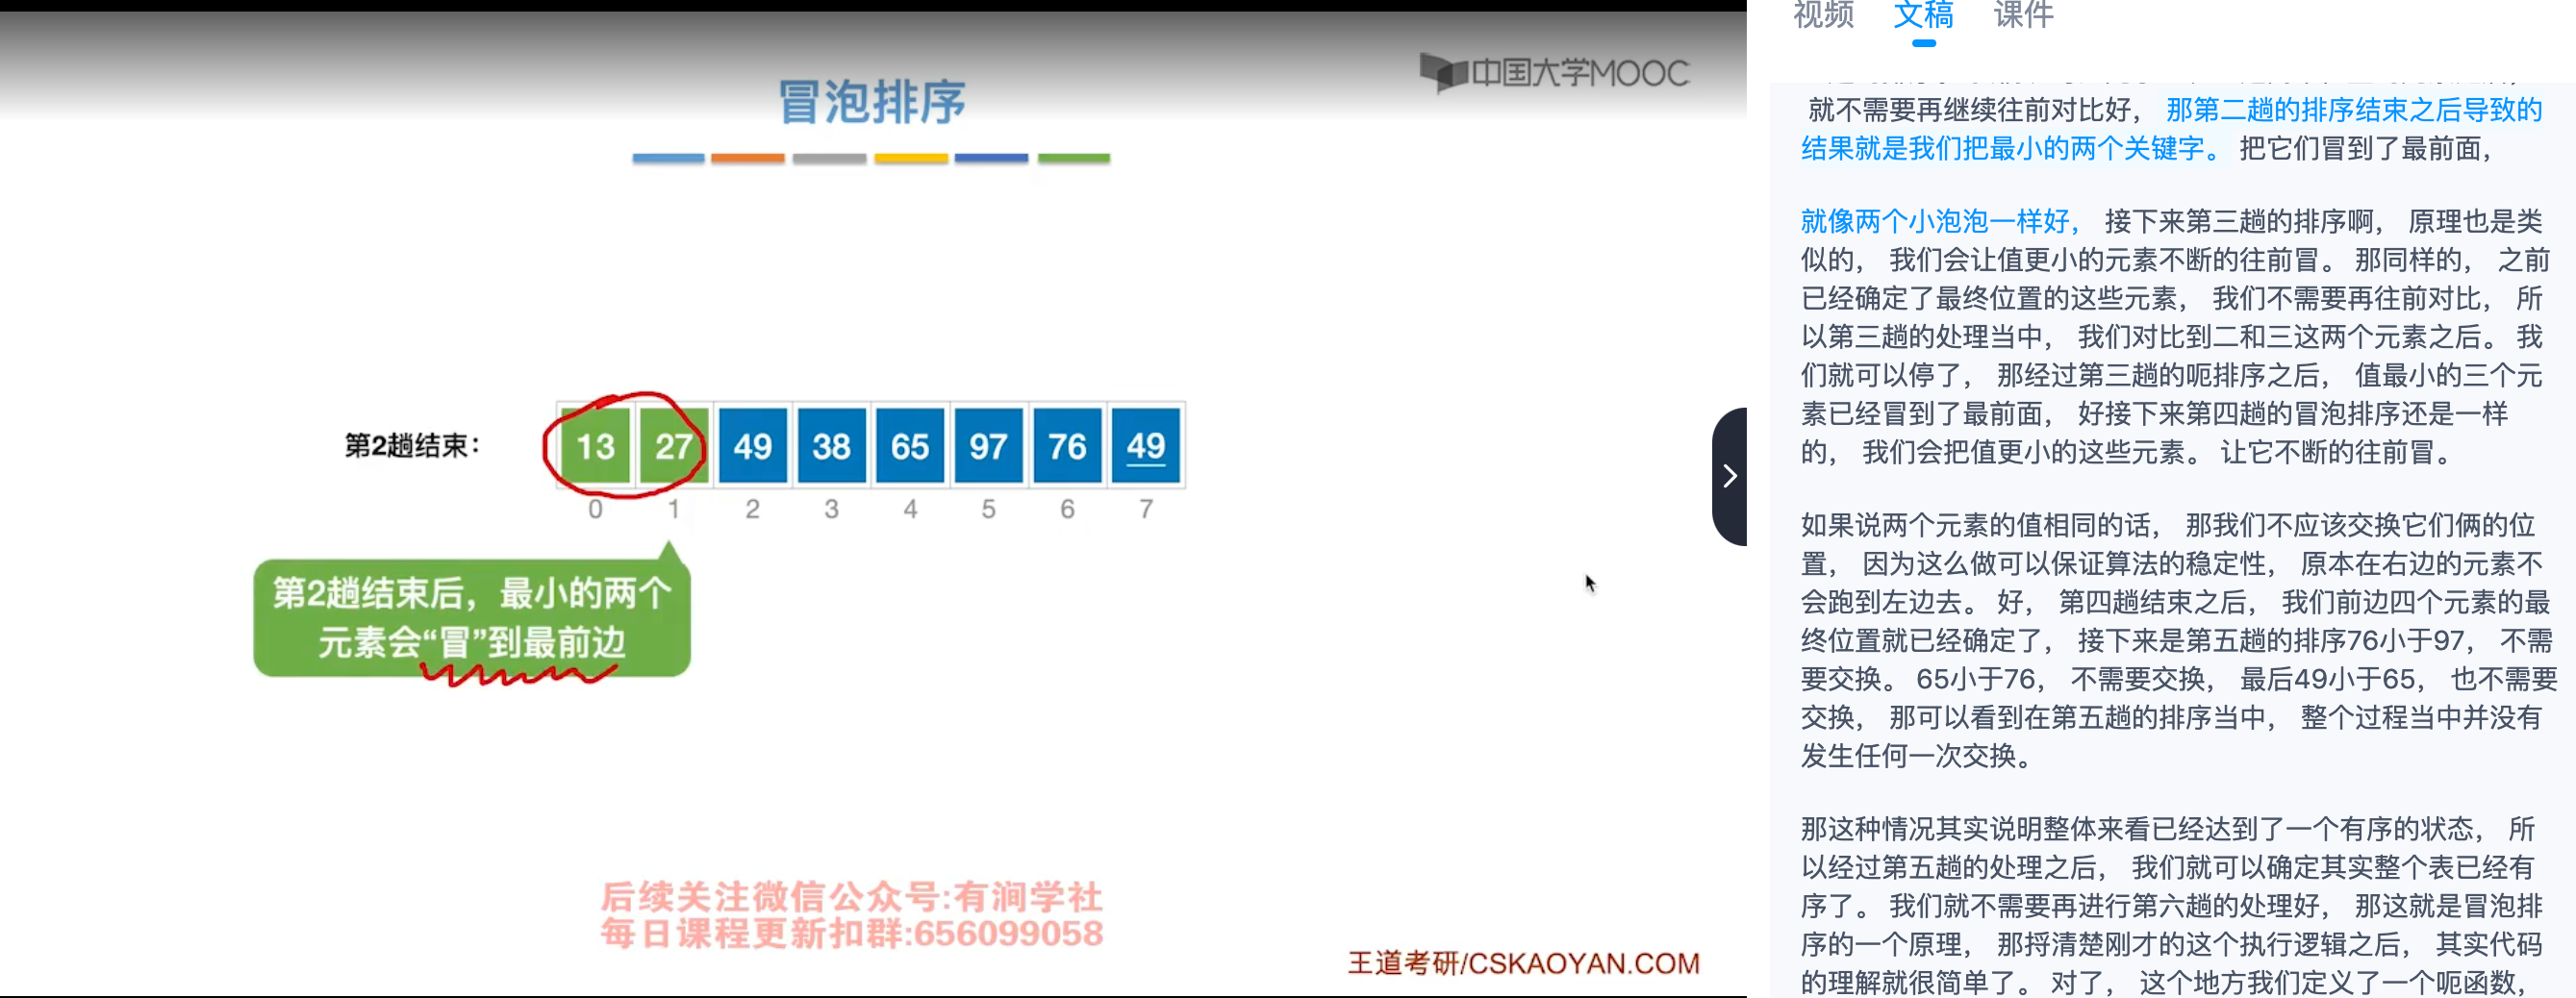 中国大学MOOC
冒泡排序
第2趟结束：
13 27 49 38 65 97 76 49
0 1 2 3 4 5 6 7
第2趟结束后，最小的两个
元素会“冒”到最前边
后续关注微信公众号:有涧学社
每日课程更新扣群:656099058
王道考研/CSKAOYAN.COM
视频 文稿 课件
就不需要再继续往前对比好， 那第二趟的排序结束之后导致的
结果就是我们把最小的两个关键字。 把它们冒到了最前面，
就像两个小泡泡一样好， 接下来第三趟的排序啊， 原理也是类
似的， 我们会让值更小的元素不断的往前冒。 那同样的， 之前
已经确定了最终位置的这些元素， 我们不需要再往前对比， 所
以第三趟的处理当中， 我们对比到二和三这两个元素之后。 我
们就可以停了， 那经过第三趟的呃排序之后， 值最小的三个元
素已经冒到了最前面， 好接下来第四趟的冒泡排序还是一样
的， 我们会把值更小的这些元素。 让它不断的往前冒。
如果说两个元素的值相同的话， 那我们不应该交换它们俩的位
置， 因为这么做可以保证算法的稳定性， 原本在右边的元素不
会跑到左边去。 好， 第四趟结束之后， 我们前边四个元素的最
终位置就已经确定了， 接下来是第五趟的排序76小于97， 不需
要交换。 65小于76， 不需要交换， 最后49小于65， 也不需要
交换， 那可以看到在第五趟的排序当中， 整个过程当中并没有
发生任何一次交换。
那这种情况其实说明整体来看已经达到了一个有序的状态， 所
以经过第五趟的处理之后， 我们就可以确定其实整个表已经有
序了。 我们就不需要再进行第六趟的处理好， 那这就是冒泡排
序的一个原理， 那捋清楚刚才的这个执行逻辑之后， 其实代码
的理解就很简单了。 对了， 这个地方我们定义了一个呃函数，